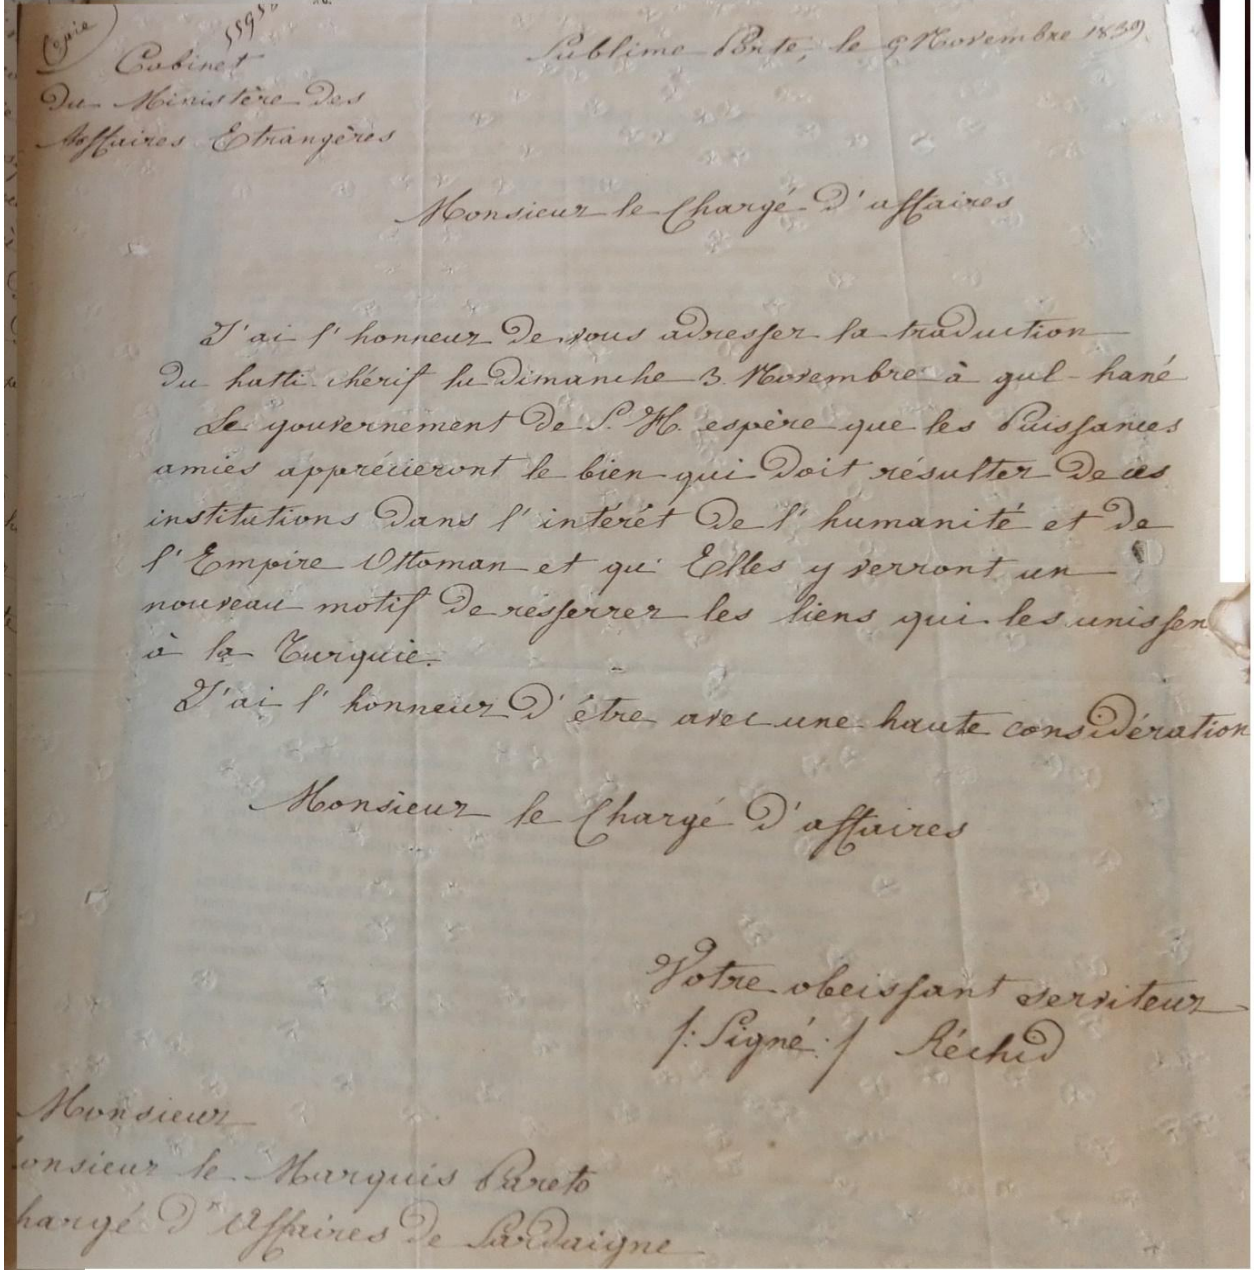 Copie
Cabinet
Du Ministère des
Affaires Etrangères
Sublime Porte, le 9 Novembre 1839
Monsieur le Chargé d'affaires
J'ai l'honneur de vous adresser la traduction
du hatti-chérif lu dimanche 3 Novembre à gul-hané
Le gouvernement de S. H. espère que les Puissances
amies apprécieront le bien qui doit résulter de ces
institutions dans l'intérêt de l'humanité et de
l'Empire Ottoman et qu'Elles y verront un
nouveau motif de resserrer les liens qui les unissen
à la Turquie.
J'ai l'honneur d'être avec une haute considération
Monsieur le Chargé d'affaires
Votre obeissant serviteur
/: Signé :/ Réchid
Monsieur
onsieur le Marquis Pareto
hargé d'Affaires de Sardaigne